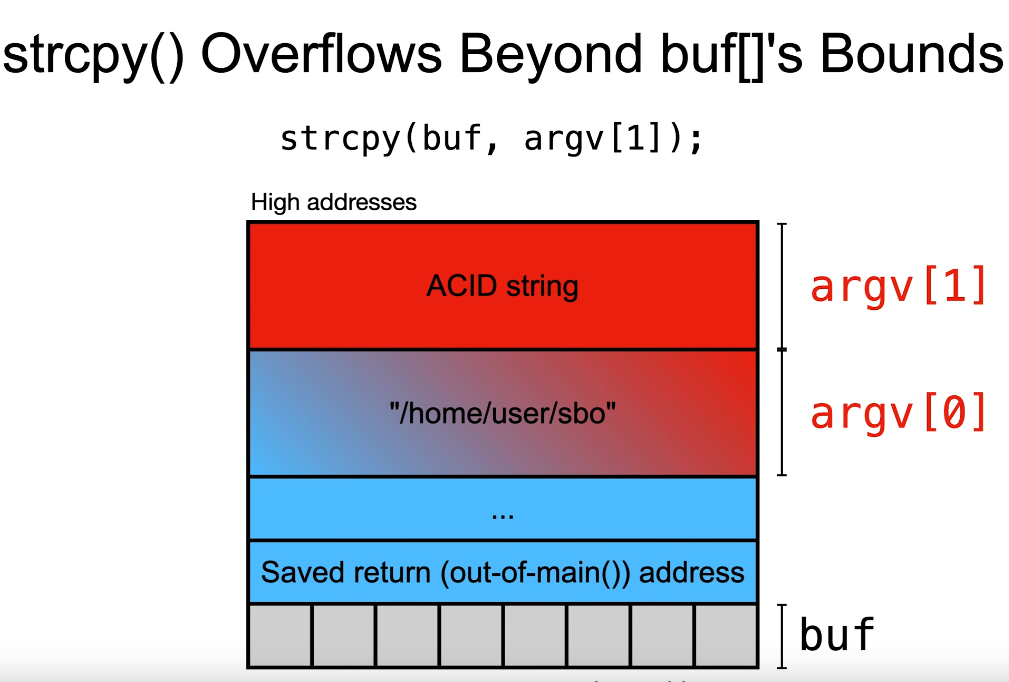 strcpy() Overflows Beyond buf[]'s Bounds
strcpy(buf, argv[1]);
High addresses
ACID string
argv[1]
"/home/user/sbo"
argv[0]
...
Saved return (out-of-main()) address
buf